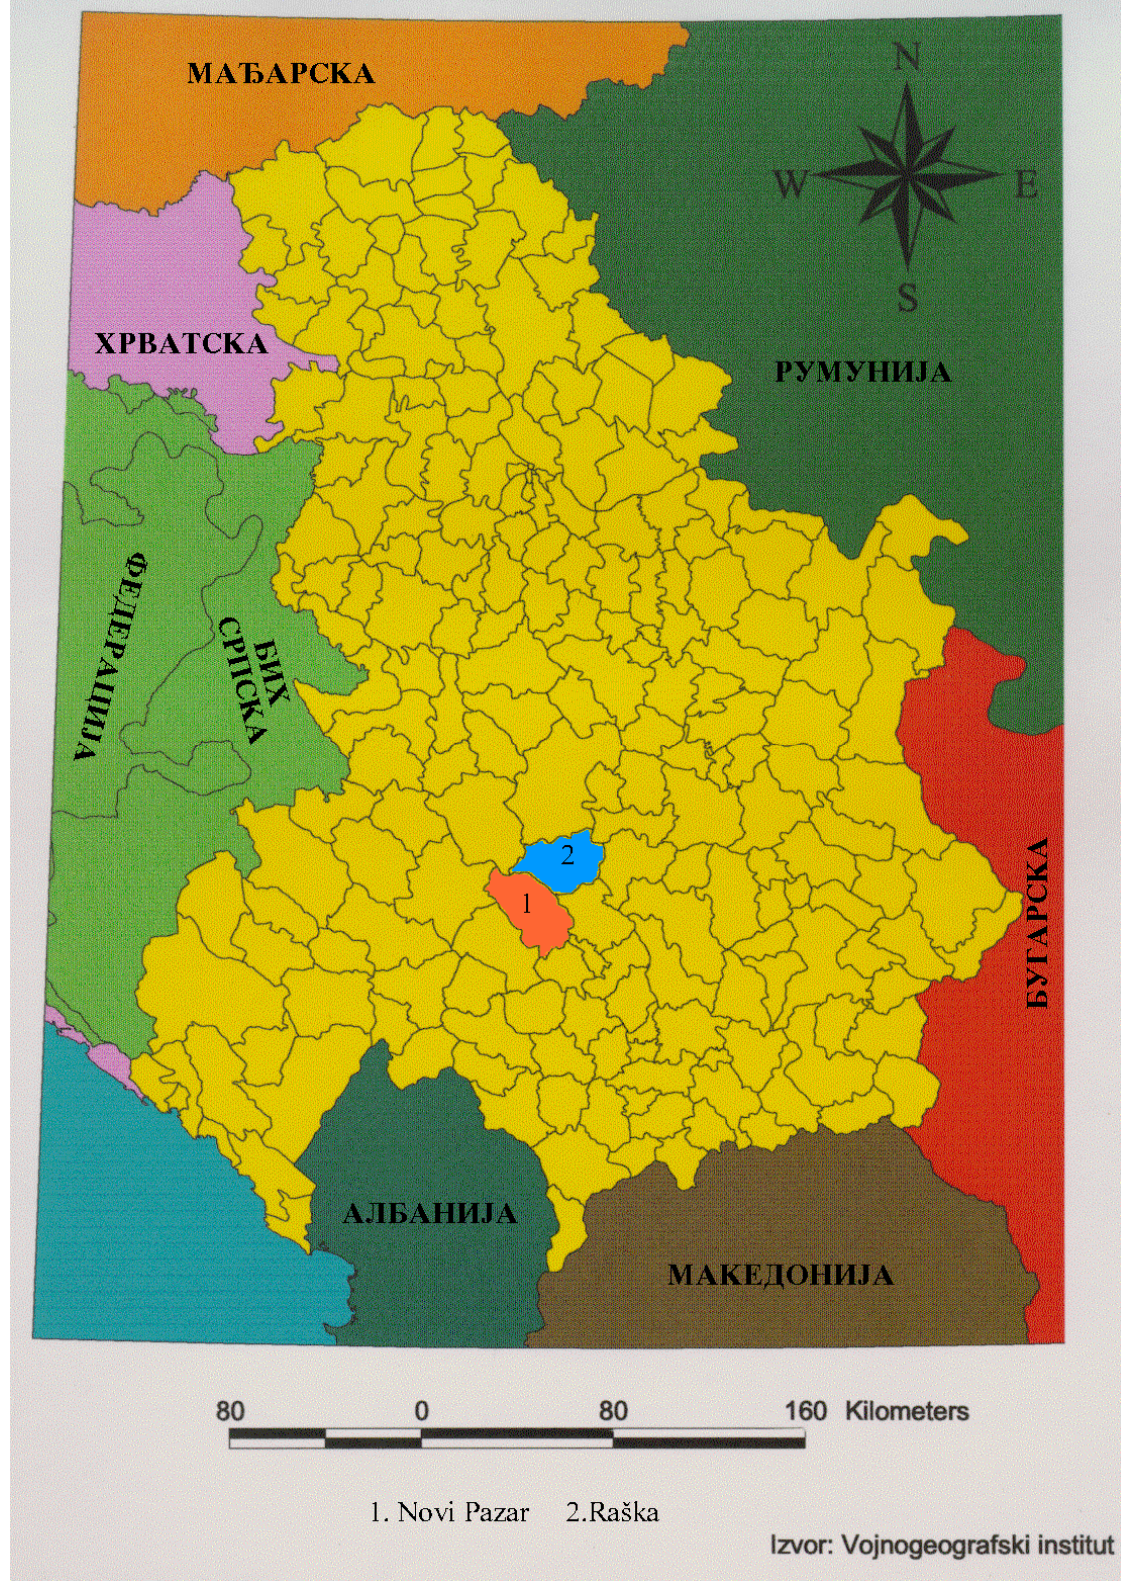 МАЂАРСКА
N
W
E
S
ХРВАТСКА
РУМУНИЈА
ФЕДЕРАЦИЈА
БИХ
СРПСКА
2
1
БУГАРСКА
АЛБАНИЈА
МАКЕДОНИЈА
80 0 80 160 Kilometers
1. Novi Pazar 2.Raška
Izvor: Vojnogeografski institut